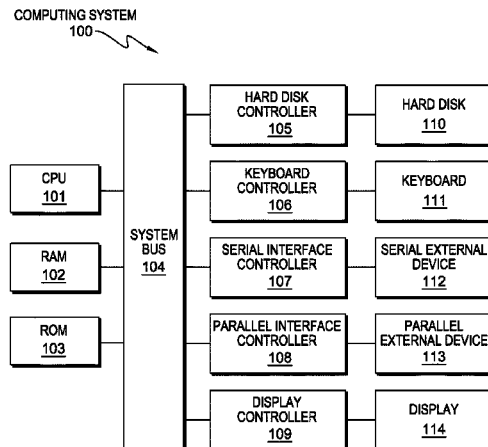 COMPUTING SYSTEM
100
CPU
101
RAM
102
ROM
103
SYSTEM
BUS
104
HARD DISK
CONTROLLER
105
HARD DISK
110
KEYBOARD
CONTROLLER
106
KEYBOARD
111
SERIAL INTERFACE
CONTROLLER
107
SERIAL EXTERNAL
DEVICE
112
PARALLEL INTERFACE
CONTROLLER
108
PARALLEL
EXTERNAL DEVICE
113
DISPLAY
CONTROLLER
109
DISPLAY
114